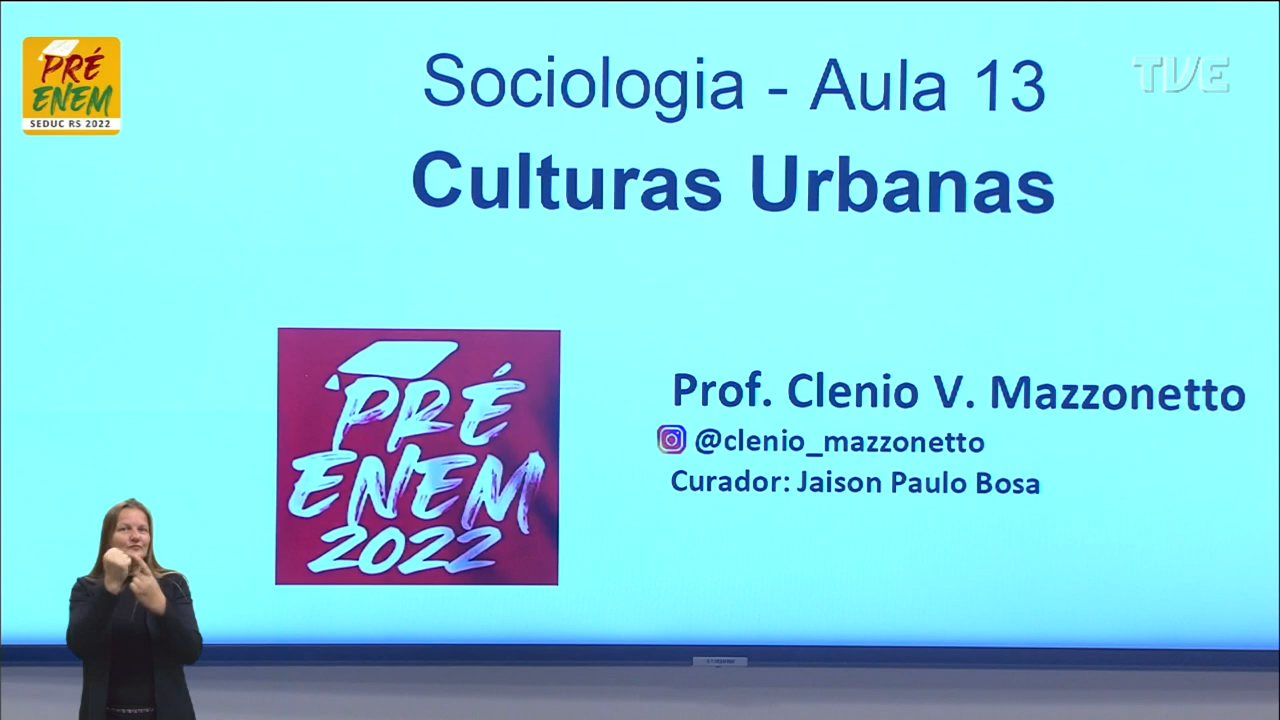 PRÉ
ENEM
SEDUC RS 2022
TVE
Sociologia - Aula 13
Culturas Urbanas
PRÉ
ENEM
2022
Prof. Clenio V. Mazzonetto
@clenio_mazzonetto
Curador: Jaison Paulo Bosa